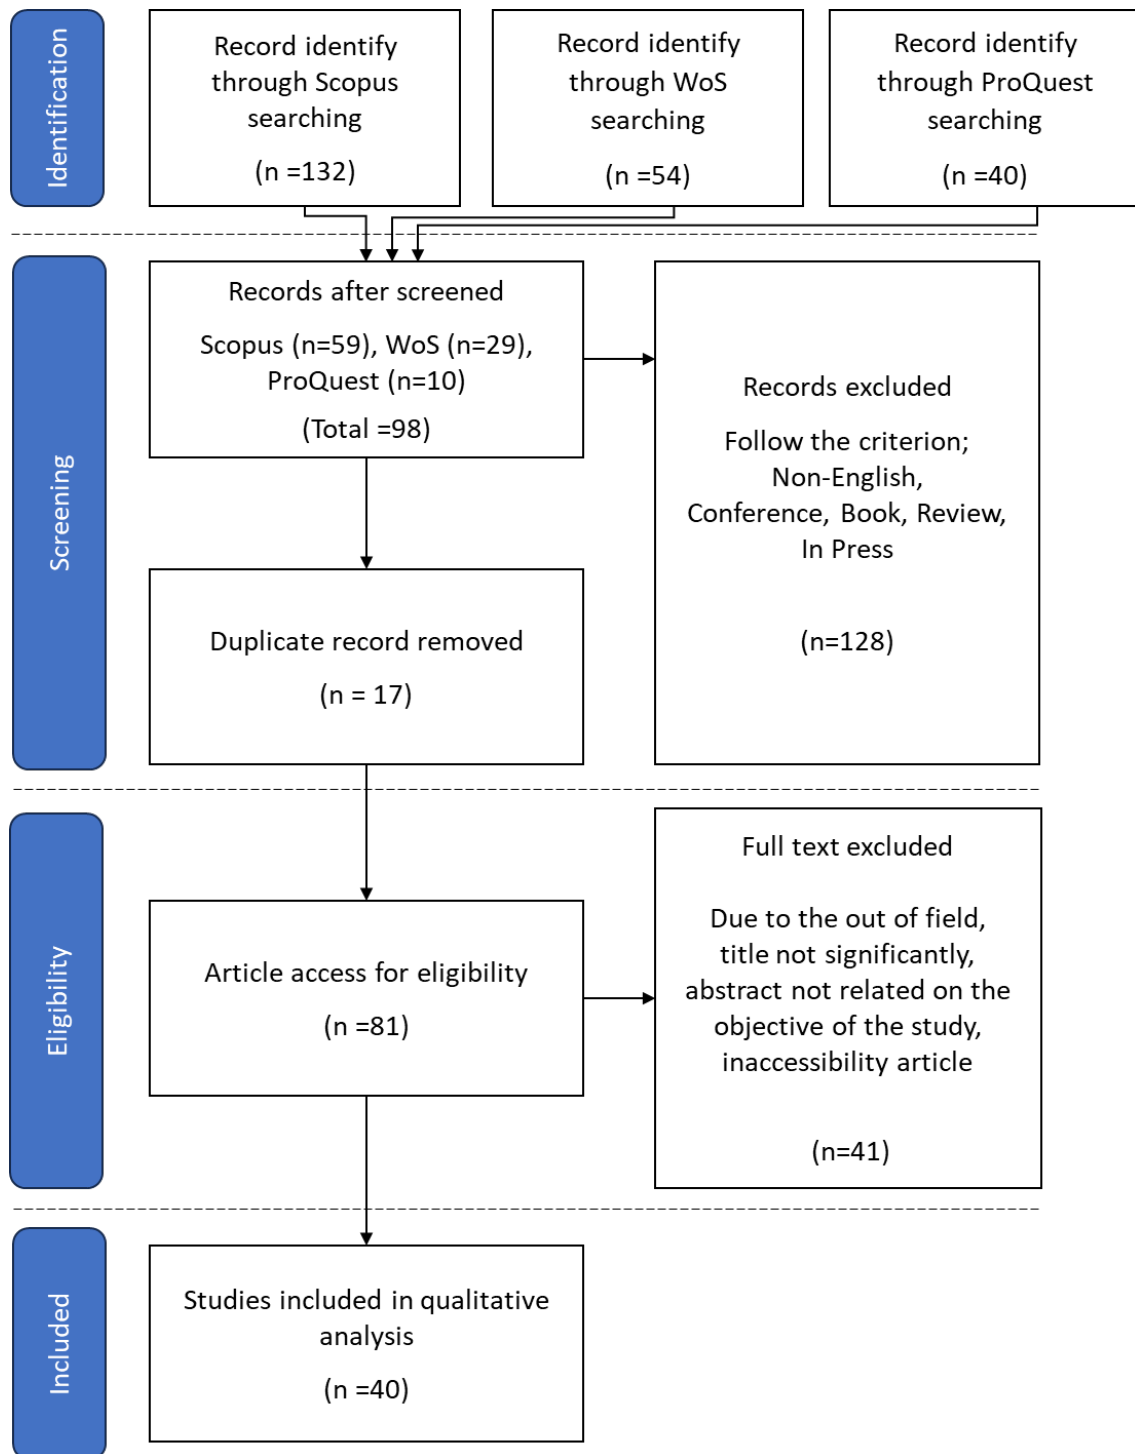 Identification
Record identify
through Scopus
searching
(n =132)
Record identify
through WoS
searching
(n =54)
Record identify
through ProQuest
searching
(n =40)
Screening
Records after screened
Scopus (n=59), WoS (n=29),
ProQuest (n=10)
(Total =98)
Records excluded
Follow the criterion;
Non-English,
Conference, Book, Review,
In Press
(n=128)
Duplicate record removed
(n = 17)
Eligibility
Article access for eligibility
(n =81)
Full text excluded
Due to the out of field,
title not significantly,
abstract not related on the
objective of the study,
inaccessibility article
(n=41)
Included
Studies included in qualitative
analysis
(n =40)